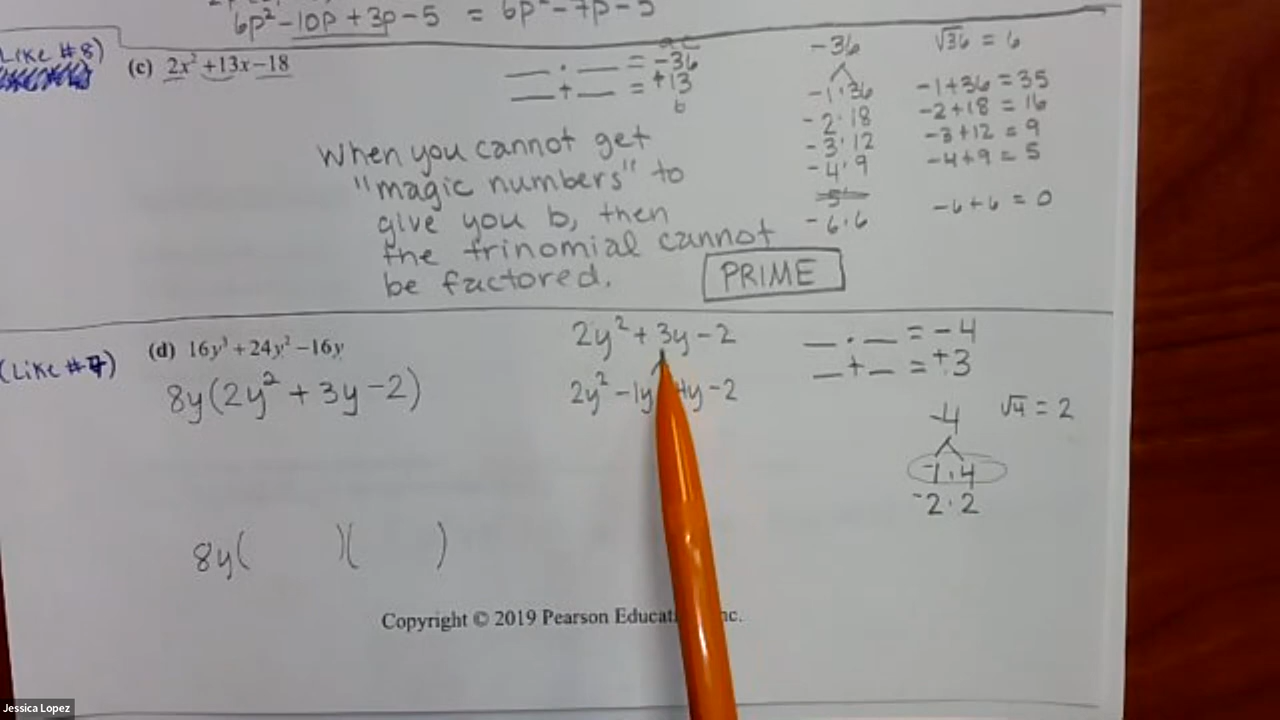 6p² - 10p + 3p - 5 = 6p² - 7p - 5
(Like #8)
(c) 2x² + 13x - 18
__ · __ = -36
__ + __ = +13
b
-36
-1 · 36
-2 · 18
-3 · 12
-4 · 9
-6 · 6
√36 = 6
-1 + 36 = 35
-2 + 18 = 16
-3 + 12 = 9
-4 + 9 = 5
-6 + 6 = 0
When you cannot get
"magic numbers" to
give you b, then
the trinomial cannot
be factored.
PRIME
(Like #7)
(d) 16y³ + 24y² - 16y
8y(2y² + 3y - 2)
8y( )( )
2y² + 3y - 2
2y² - 1y 4y - 2
__ · __ = -4
__ + __ = +3
-4
-1 · 4
-2 · 2
√4 = 2
Copyright © 2019 Pearson
Jessica Lopez